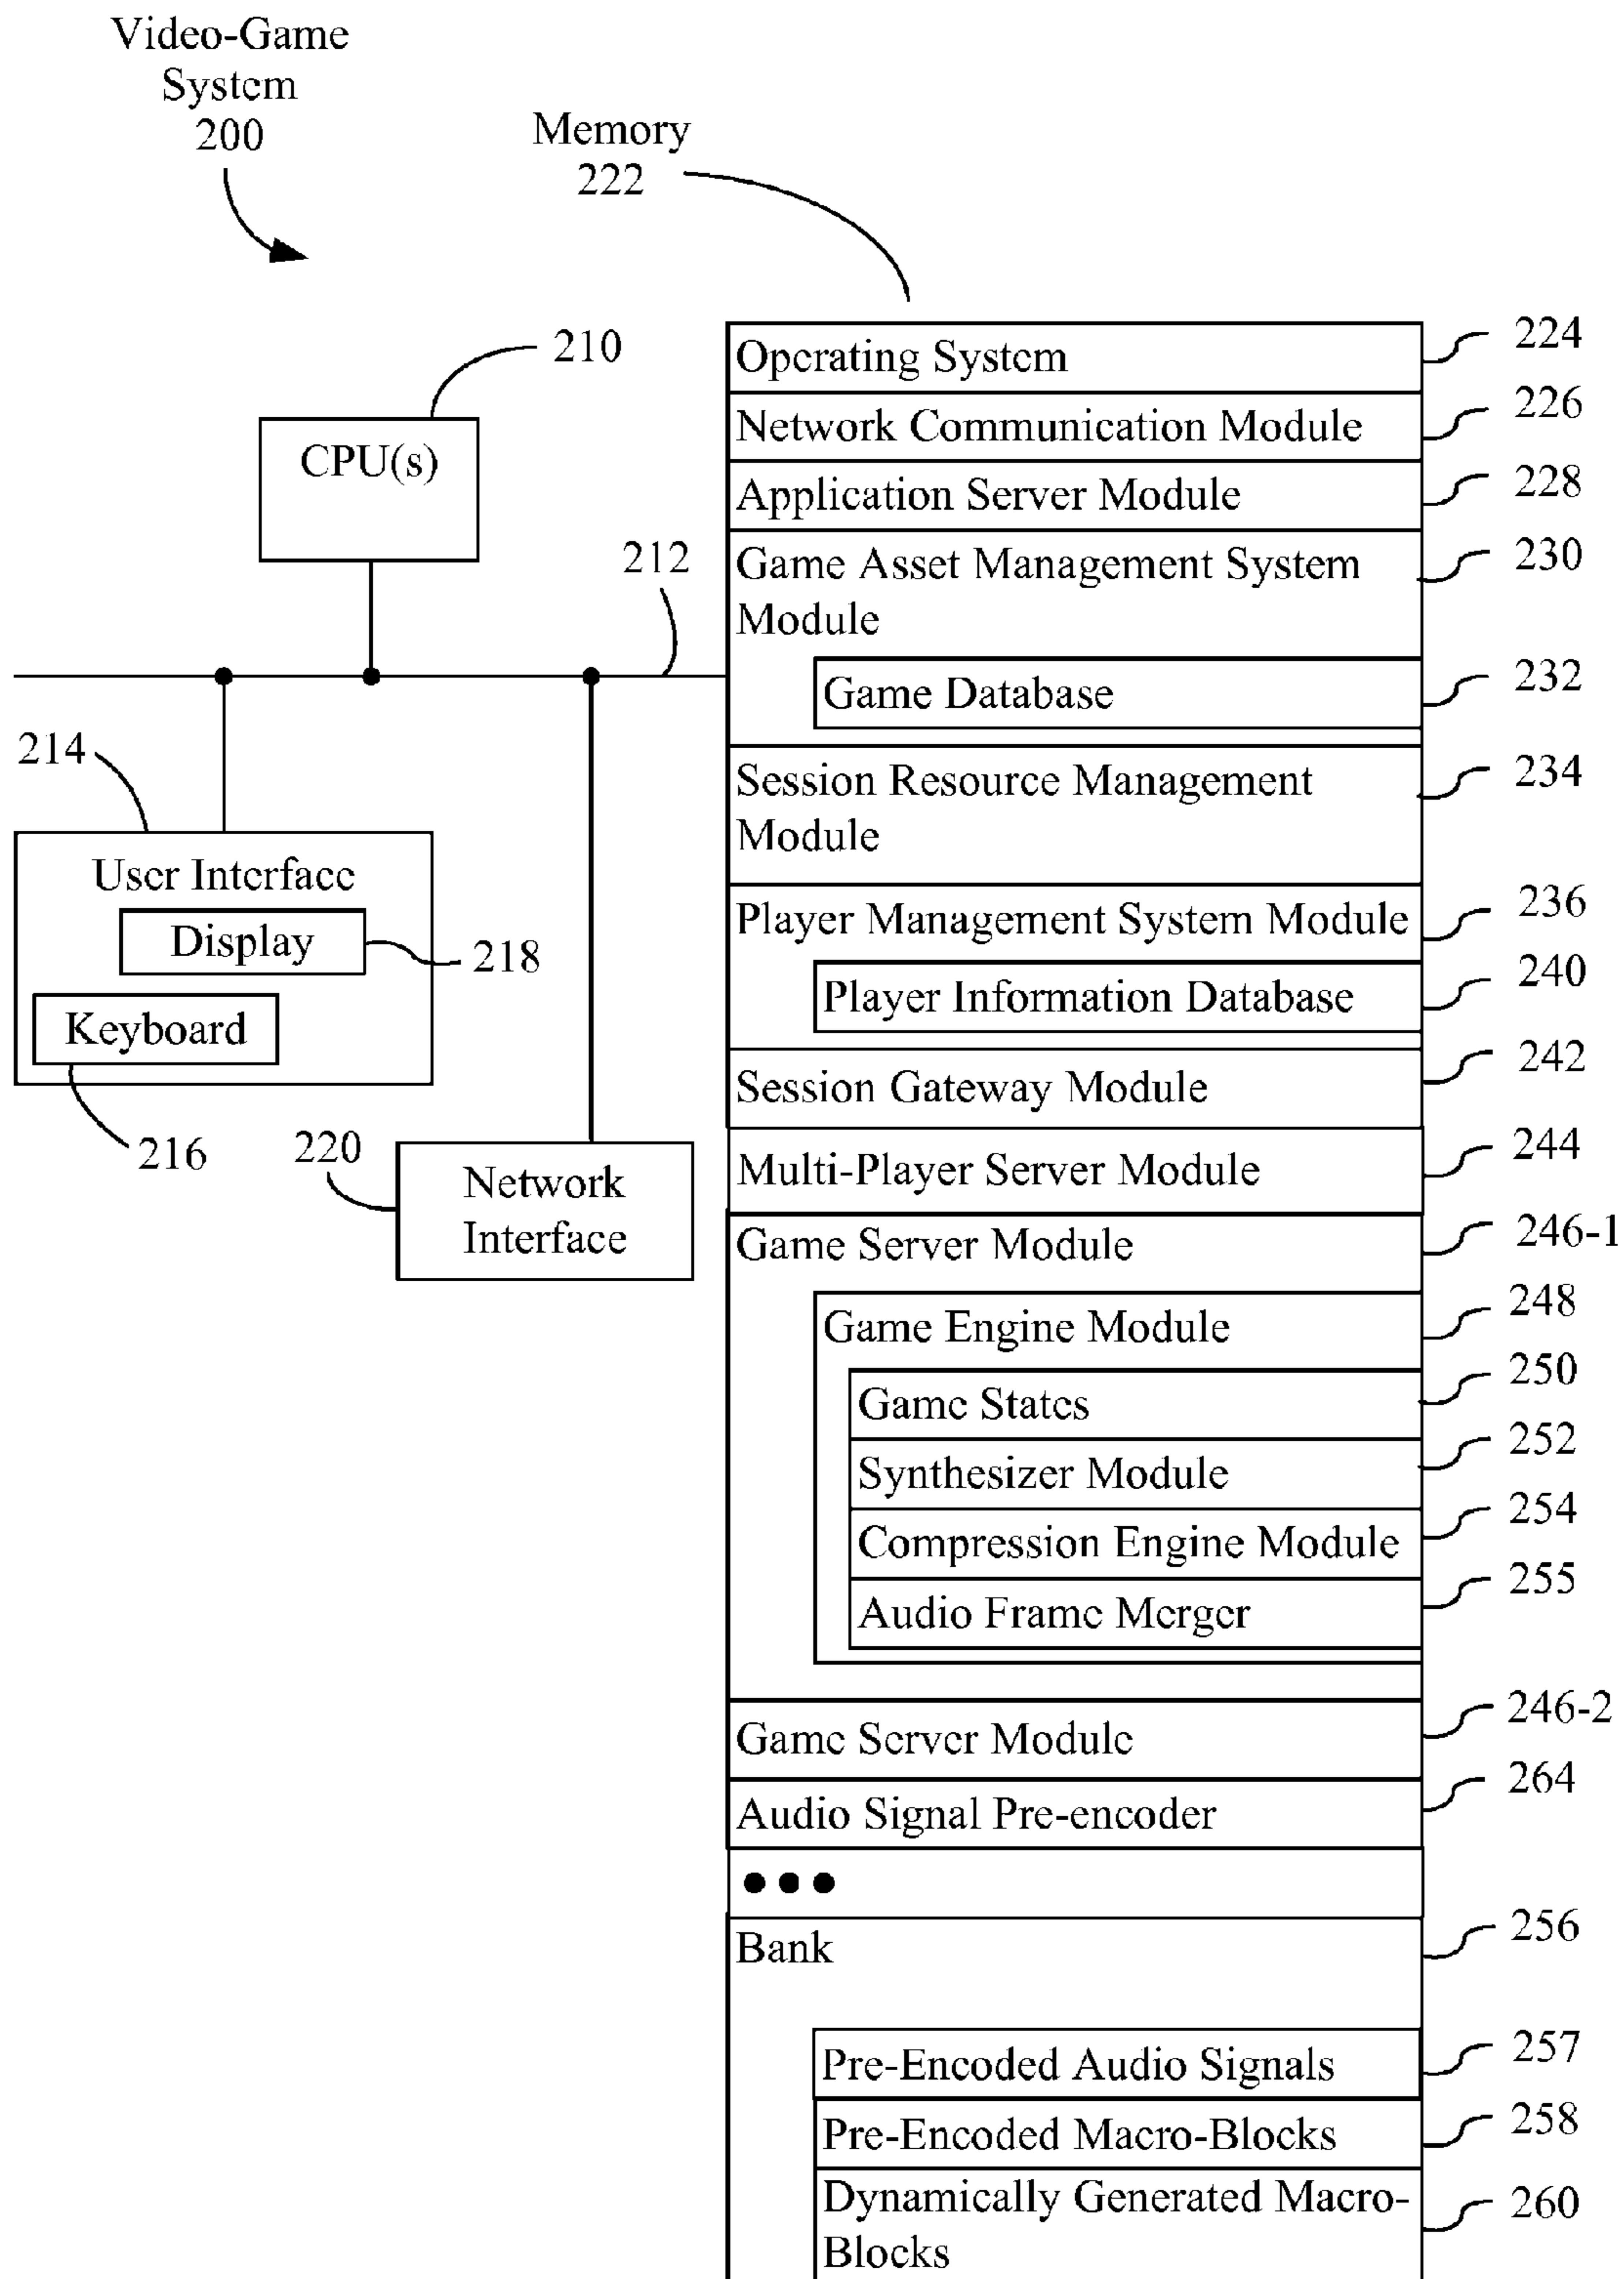 Video-Game
System
200
Memory
222
210
CPU(s)
212
214
User Interface
Display
218
Keyboard
216
220
Network
Interface
Operating System
224
Network Communication Module
226
Application Server Module
228
Game Asset Management System
Module
230
Game Database
232
Session Resource Management
Module
234
Player Management System Module
236
Player Information Database
240
Session Gateway Module
242
Multi-Player Server Module
244
Game Server Module
246-1
Game Engine Module
248
Game States
250
Synthesizer Module
252
Compression Engine Module
254
Audio Frame Merger
255
Game Server Module
246-2
Audio Signal Pre-encoder
264
Bank
256
Pre-Encoded Audio Signals
257
Pre-Encoded Macro-Blocks
258
Dynamically Generated Macro-
Blocks
260